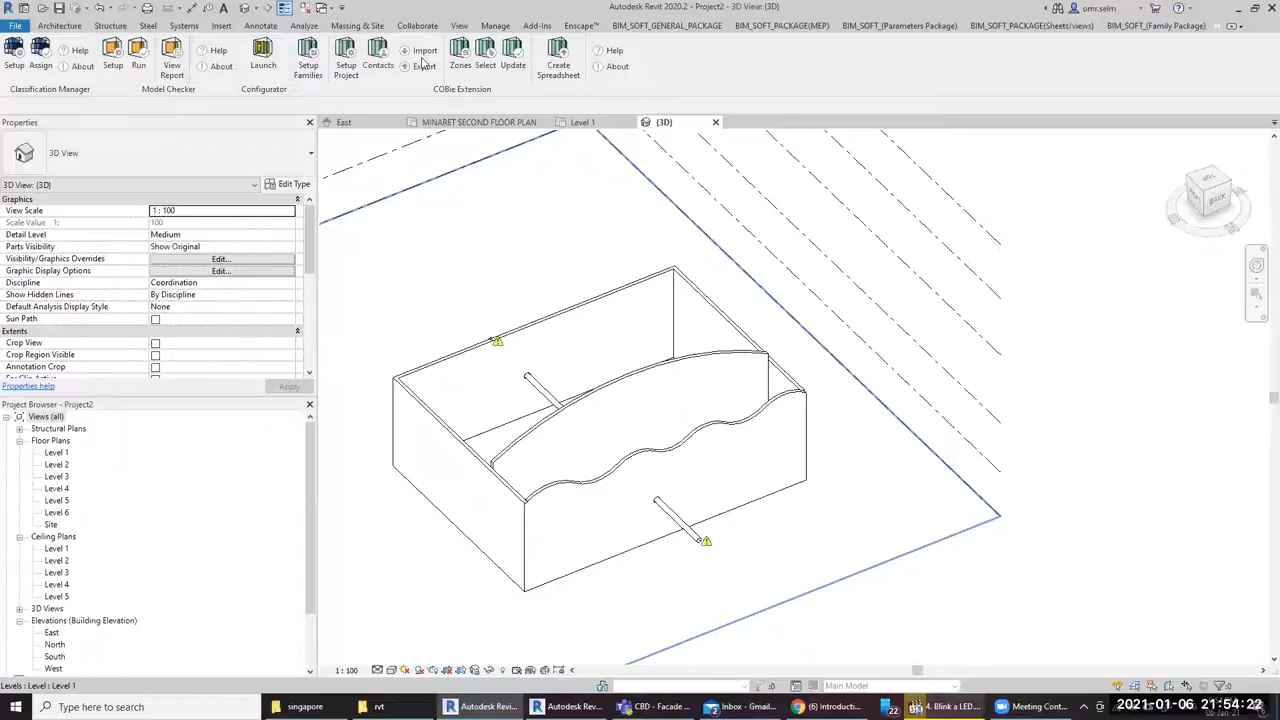 Autodesk Revit 2020.2 - Project2 - 3D View: {3D}
omr.selm
File Architecture Structure Steel Systems Insert Annotate Analyze Massing & Site Collaborate View Manage Add-Ins Enscape™ BIM_SOFT_GENERAL_PACKAGE BIM_SOFT_PACKAGE(MEP) BIM_SOFT_(Parameters Package) BIM_SOFT_PACKAGE(Sheets/views) BIM_SOFT_(Family Package)
Setup Assign Help About Setup Run View Report Help About Launch Setup Families Setup Project Contacts Import Export Zones Select Update Create Spreadsheet Help About
Classification Manager Model Checker Configurator COBie Extension
Properties
East MINARET SECOND FLOOR PLAN Level 1 {3D}
3D View
3D View: {3D} Edit Type
Graphics
View Scale 1 : 100
Scale Value 1: 100
Detail Level Medium
Parts Visibility Show Original
Visibility/Graphics Overrides Edit...
Graphic Display Options Edit...
Discipline Coordination
Show Hidden Lines By Discipline
Default Analysis Display Style None
Sun Path
Extents
Crop View
Crop Region Visible
Annotation Crop
Properties help Apply
Project Browser - Project2
Views (all)
Structural Plans
Floor Plans
Level 1
Level 2
Level 3
Level 4
Level 5
Level 6
Site
Ceiling Plans
Level 1
Level 2
Level 3
Level 4
Level 5
3D Views
Elevations (Building Elevation)
East
North
South
West
TOP
BACK
1 : 100
Levels : Level : Level 1
:0 Main Model :0
Type here to search
singapore rvt Autodesk Revi... Autodesk Rev... CBD - Facade ... Inbox - Gmail... (6) Introducti... 22 4. Blink a LED... Meeting Cont...
2021-01-06 21:54:22